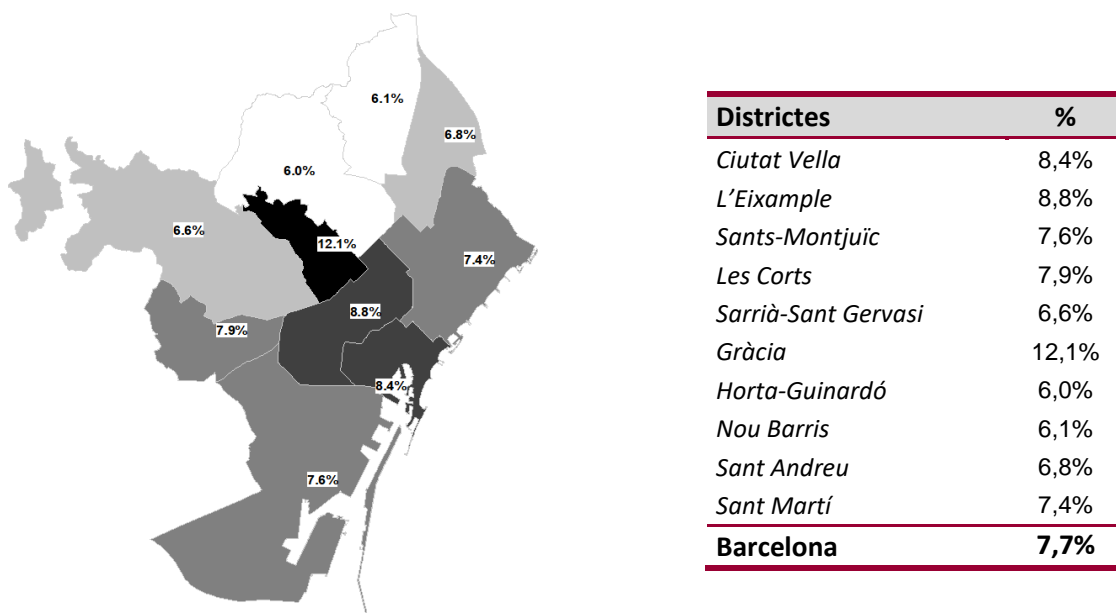 6.1%
6.8%
6.0%
6.6%
12.1%
7.4%
8.8%
7.9%
8.4%
7.6%
Districtes %
Ciutat Vella 8,4%
L’Eixample 8,8%
Sants-Montjuïc 7,6%
Les Corts 7,9%
Sarrià-Sant Gervasi 6,6%
Gràcia 12,1%
Horta-Guinardó 6,0%
Nou Barris 6,1%
Sant Andreu 6,8%
Sant Martí 7,4%
Barcelona 7,7%